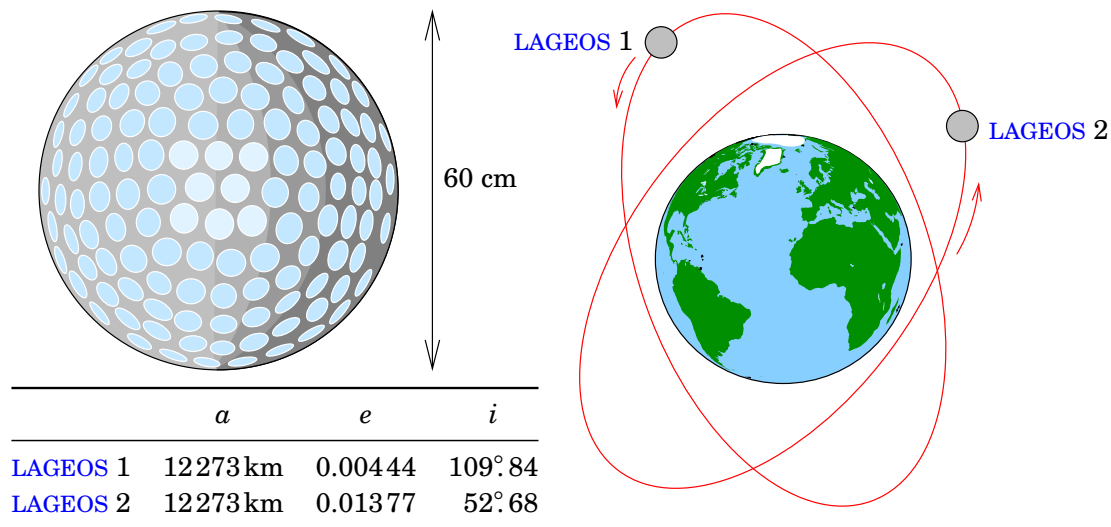 60 cm
a e i
LAGEOS 1 12 273 km 0.004 44 109°.84
LAGEOS 2 12 273 km 0.013 77 52°.68
LAGEOS 1
LAGEOS 2